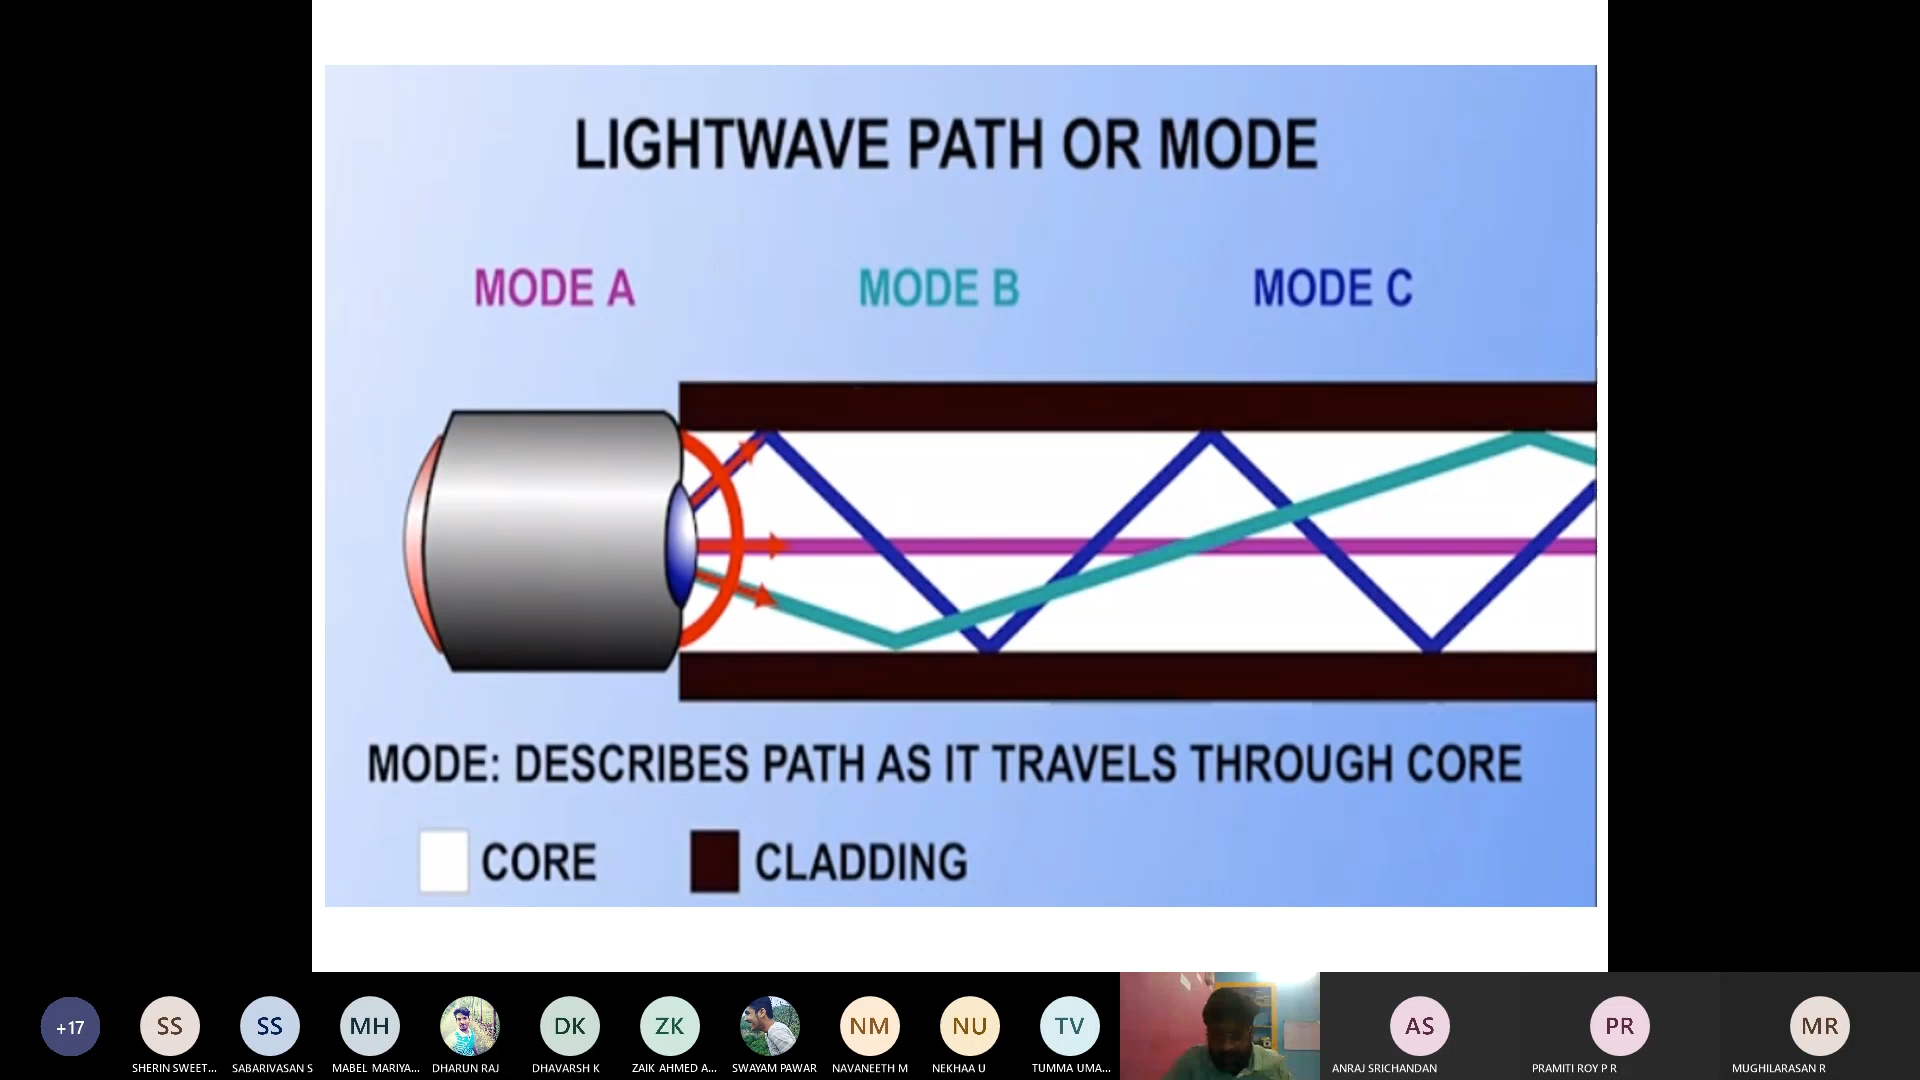 LIGHTWAVE PATH OR MODE
MODE A MODE B MODE C
MODE: DESCRIBES PATH AS IT TRAVELS THROUGH CORE
CORE CLADDING
+17 SS SS MH DK ZK NM NU TV AS PR MR
SHERIN SWEET... SABARIVASAN S MABEL MARIYA... DHARUN RAJ DHAVARSH K ZAIK AHMED A... SWAYAM PAWAR NAVANEETH M NEKHAA U TUMMA UMA... ANRAJ SRICHANDAN PRAMITI ROY P R MUGHILARASAN R